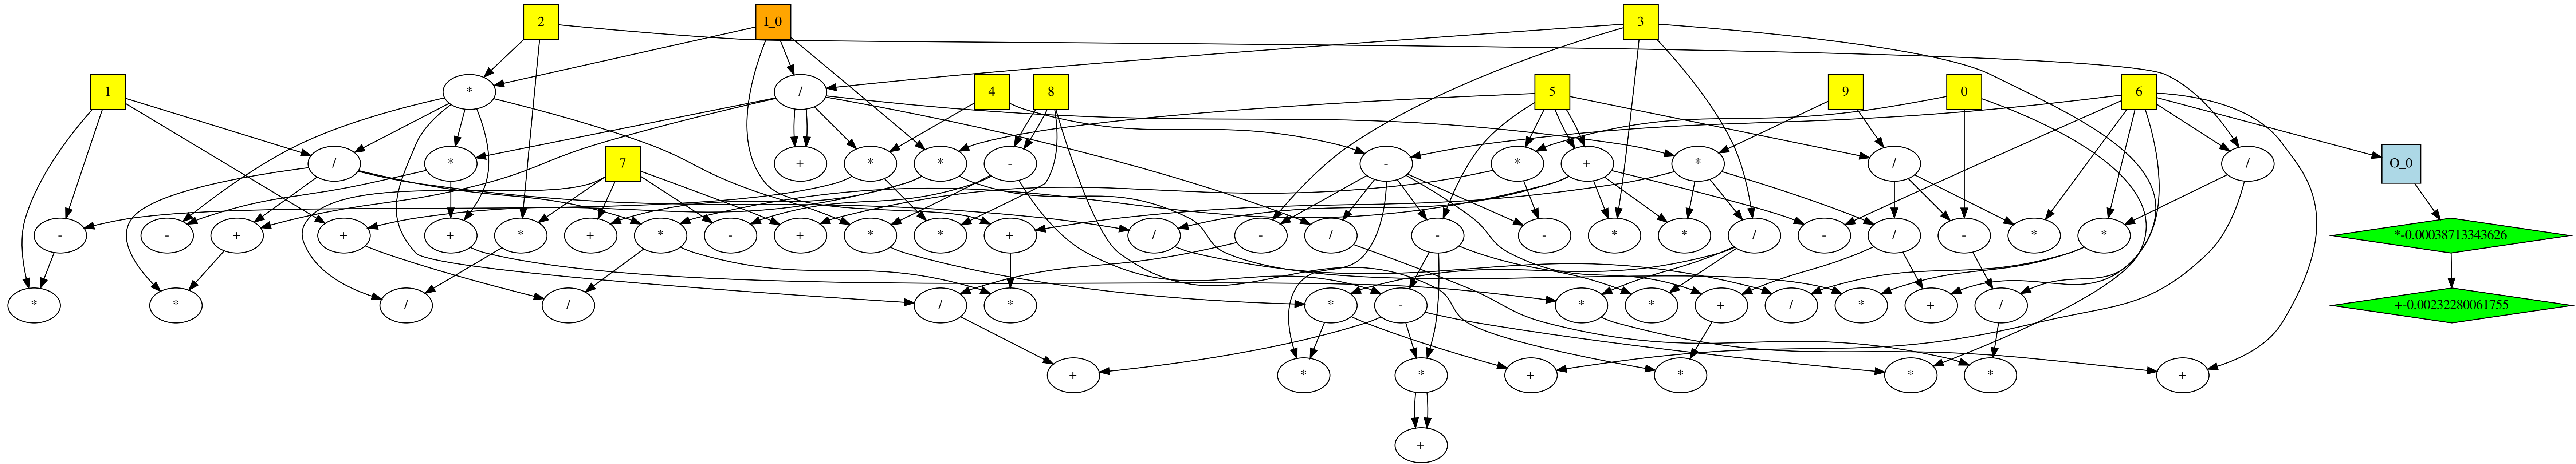 2 I_0 3
1 * / 4 8 5 9 0 6
/ * 7 + * * - - * + * / / O_0
- - + + + * + * - + * * + / - / - - * * / - / - * * *-0.00038713343626
* * / / / * * - * * + / * + / +-0.00232280061755
+ * * + * * * +
+